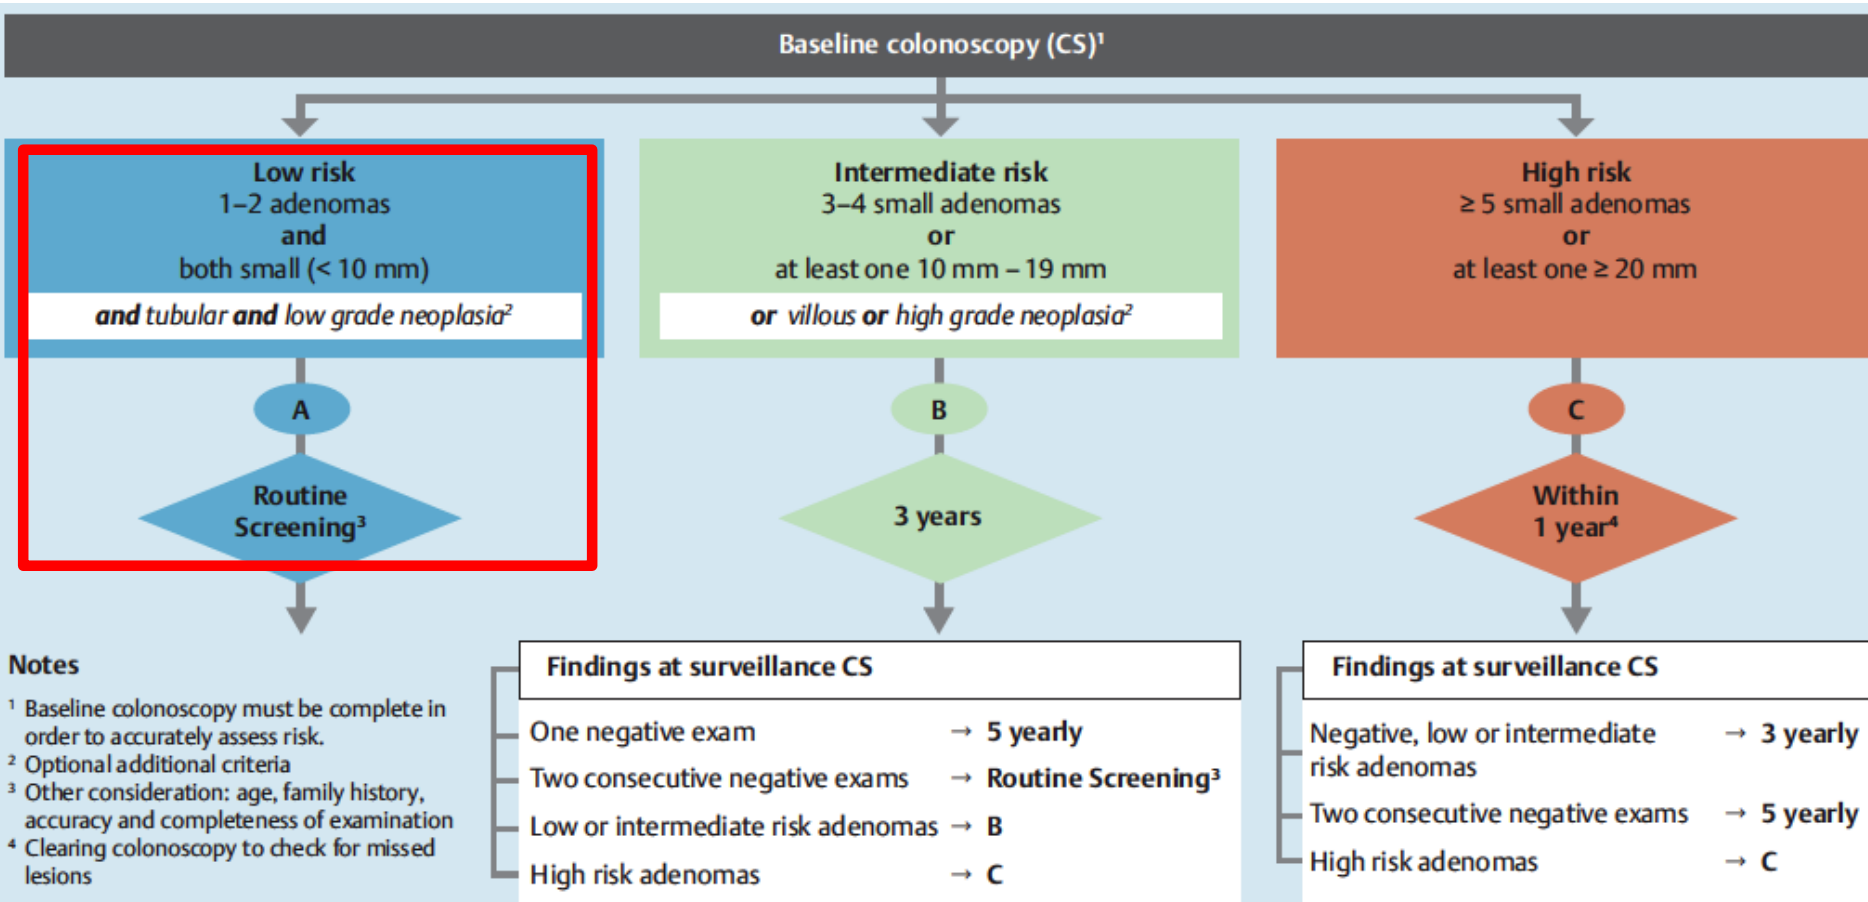 Baseline colonoscopy (CS)¹
Low risk
1–2 adenomas
and
both small (< 10 mm)
and tubular and low grade neoplasia²
A
Routine
Screening³
Intermediate risk
3–4 small adenomas
or
at least one 10 mm – 19 mm
or villous or high grade neoplasia²
B
3 years
High risk
≥ 5 small adenomas
or
at least one ≥ 20 mm
C
Within
1 year⁴
Notes
¹ Baseline colonoscopy must be complete in
order to accurately assess risk.
² Optional additional criteria
³ Other consideration: age, family history,
accuracy and completeness of examination
⁴ Clearing colonoscopy to check for missed
lesions
Findings at surveillance CS
One negative exam → 5 yearly
Two consecutive negative exams → Routine Screening³
Low or intermediate risk adenomas → B
High risk adenomas → C
Findings at surveillance CS
Negative, low or intermediate → 3 yearly
risk adenomas
Two consecutive negative exams → 5 yearly
High risk adenomas → C